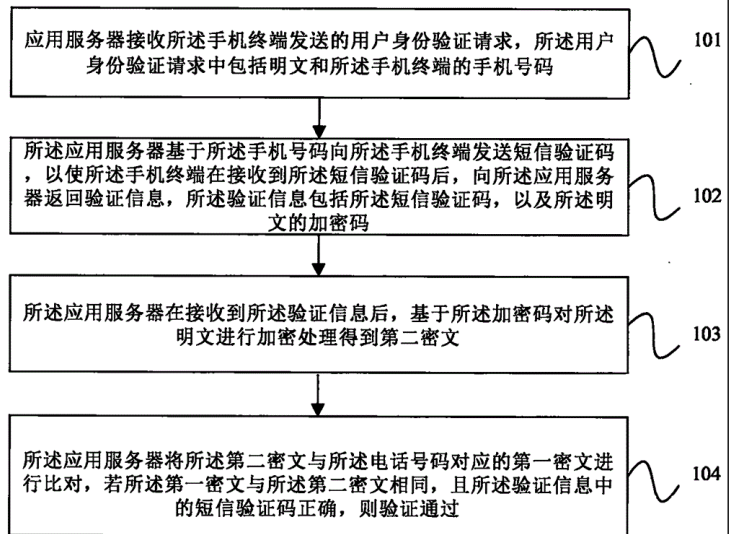 应用服务器接收所述手机终端发送的用户身份验证请求，所述用户
身份验证请求中包括明文和所述手机终端的手机号码
101
所述应用服务器基于所述手机号码向所述手机终端发送短信验证码
，以使所述手机终端在接收到所述短信验证码后，向所述应用服务
器返回验证信息，所述验证信息包括所述短信验证码，以及所述明
文的加密码
102
所述应用服务器在接收到所述验证信息后，基于所述加密码对所述
明文进行加密处理得到第二密文
103
所述应用服务器将所述第二密文与所述电话号码对应的第一密文进
行比对，若所述第一密文与所述第二密文相同，且所述验证信息中
的短信验证码正确，则验证通过
104